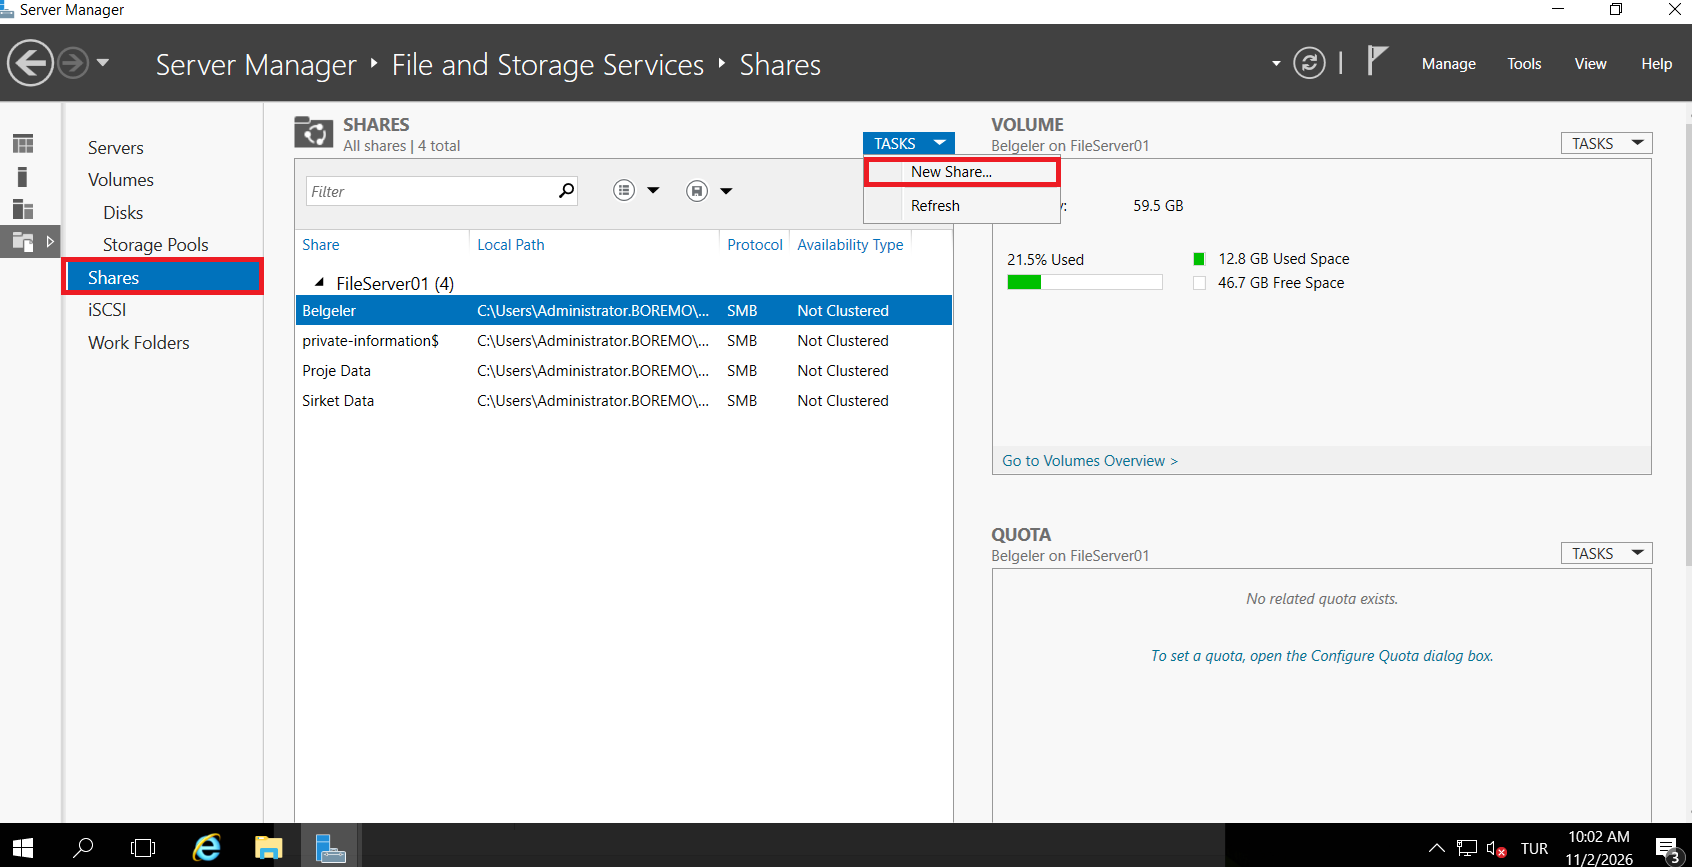 Server Manager
Server Manager ‣ File and Storage Services ‣ Shares
Manage Tools View Help
Servers
Volumes
Disks
Storage Pools
Shares
iSCSI
Work Folders
SHARES
All shares | 4 total
TASKS
New Share...
Refresh
Filter
Share Local Path Protocol Availability Type
FileServer01 (4)
Belgeler C:\Users\Administrator.BOREMO\... SMB Not Clustered
private-information$ C:\Users\Administrator.BOREMO\... SMB Not Clustered
Proje Data C:\Users\Administrator.BOREMO\... SMB Not Clustered
Sirket Data C:\Users\Administrator.BOREMO\... SMB Not Clustered
VOLUME
Belgeler on FileServer01
TASKS
59.5 GB
21.5% Used
12.8 GB Used Space
46.7 GB Free Space
Go to Volumes Overview >
QUOTA
Belgeler on FileServer01
TASKS
No related quota exists.
To set a quota, open the Configure Quota dialog box.
TUR
10:02 AM
11/2/2026
3